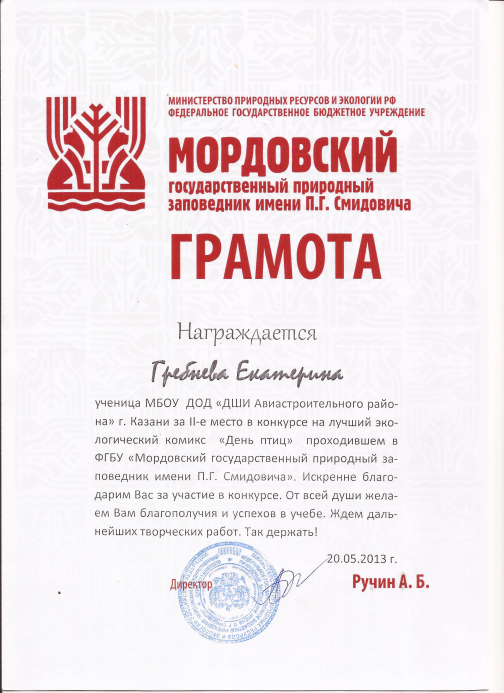 МИНИСТЕРСТВО ПРИРОДНЫХ РЕСУРСОВ И ЭКОЛОГИИ РФ
ФЕДЕРАЛЬНОЕ ГОСУДАРСТВЕННОЕ БЮДЖЕТНОЕ УЧРЕЖДЕНИЕ
МОРДОВСКИЙ
государственный природный
заповедник имени П.Г. Смидовича
ГРАМОТА
Награждается
Гребнева Екатерина
ученица МБОУ ДОД «ДШИ Авиастроительного райо-
на» г. Казани за II-е место в конкурсе на лучший эко-
логический комикс «День птиц» проходившем в
ФГБУ «Мордовский государственный природный за-
поведник имени П.Г. Смидовича». Искренне благо-
дарим Вас за участие в конкурсе. От всей души жела-
ем Вам благополучия и успехов в учебе. Ждем даль-
нейших творческих работ. Так держать!
20.05.2013 г.
Директор
Ручин А. Б.